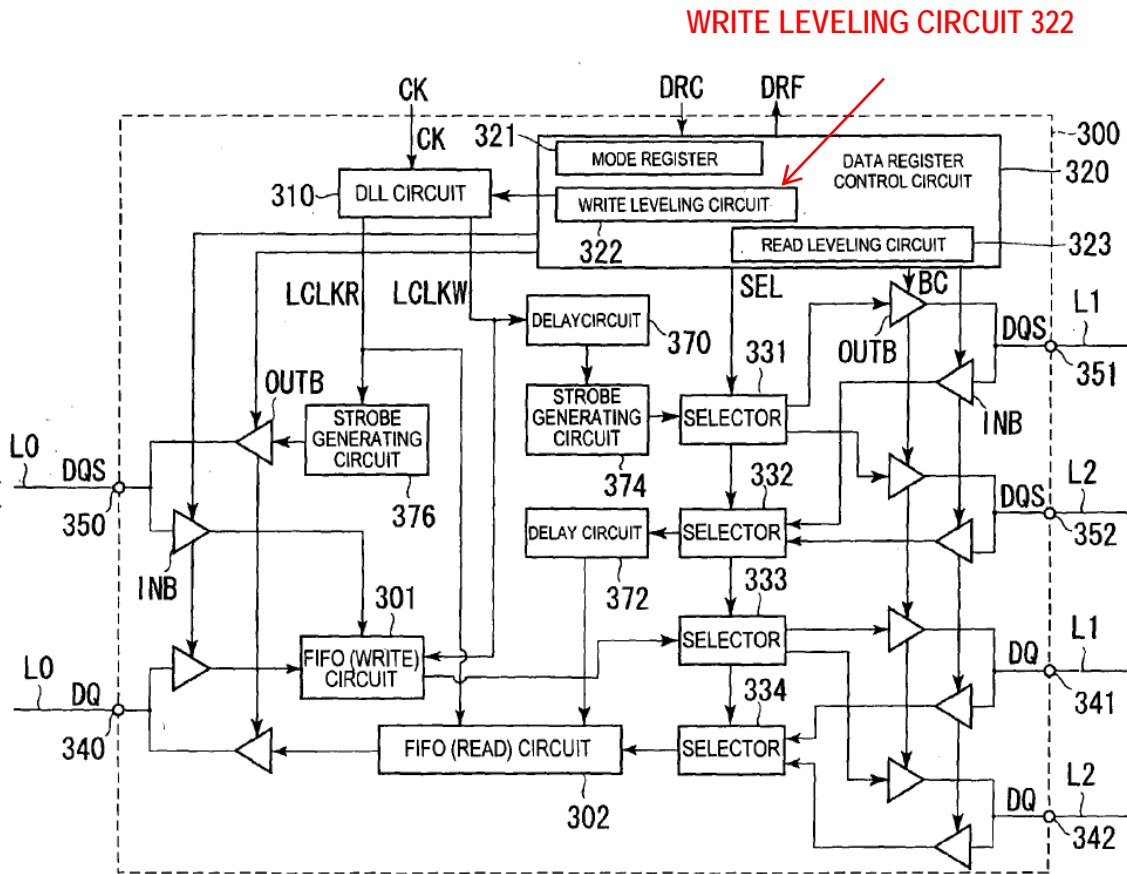 WRITE LEVELING CIRCUIT 322
CK
DRC
DRF
CK
321
MODE REGISTER
DATA REGISTER
CONTROL CIRCUIT
300
320
310
DLL CIRCUIT
WRITE LEVELING CIRCUIT
322
READ LEVELING CIRCUIT
323
LCLKR
LCLKW
SEL
BC
DELAY CIRCUIT
370
331
OUTB
DQS
L1
351
OUTB
STROBE
GENERATING
CIRCUIT
376
STROBE
GENERATING
CIRCUIT
374
SELECTOR
INB
L0
DQS
350
332
L2
DQS
352
INB
DELAY CIRCUIT
372
SELECTOR
301
FIFO (WRITE)
CIRCUIT
333
SELECTOR
L1
DQ
341
L0
DQ
340
334
FIFO (READ) CIRCUIT
302
SELECTOR
L2
DQ
342